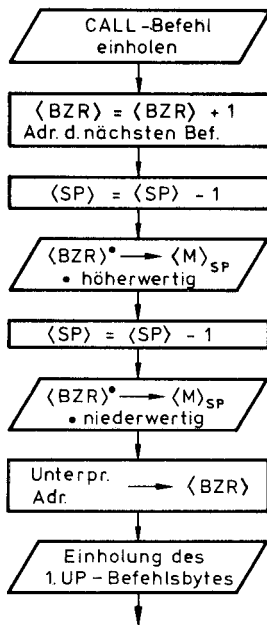 CALL-Befehl
einholen
⟨BZR⟩ = ⟨BZR⟩ + 1
Adr. d. nächsten Bef.
⟨SP⟩ = ⟨SP⟩ - 1
⟨BZR⟩• → ⟨M⟩SP
• höherwertig
⟨SP⟩ = ⟨SP⟩ - 1
⟨BZR⟩• → ⟨M⟩SP
• niederwertig
Unterpr.
Adr. → ⟨BZR⟩
Einholung des
1. UP-Befehlsbytes